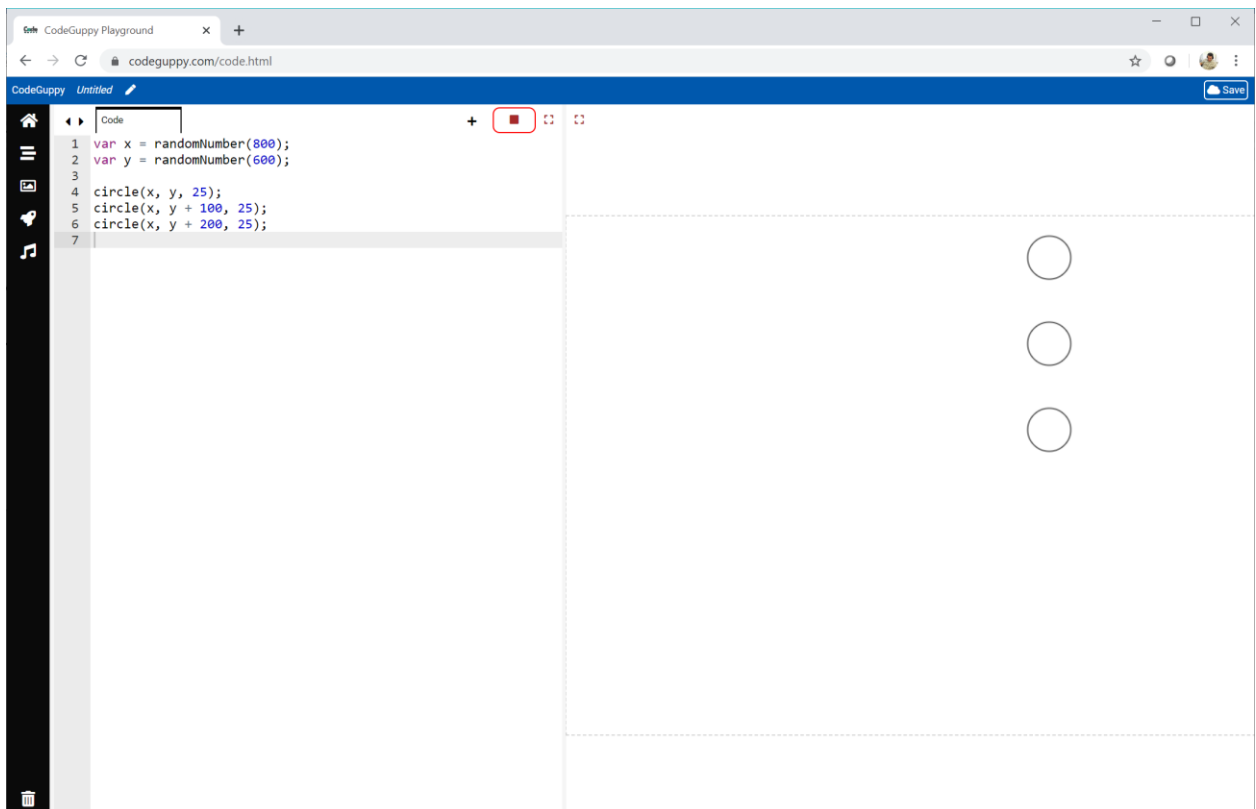 CodeGuppy Playground
codeguppy.com/code.html
CodeGuppy Untitled Save
Code
1 var x = randomNumber(800);
2 var y = randomNumber(600);
3
4 circle(x, y, 25);
5 circle(x, y + 100, 25);
6 circle(x, y + 200, 25);
7